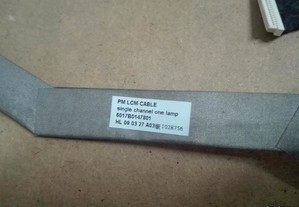 PM LCM CABLE
single channel one lamp
6017B0147801
HL 09 03 27 A03 1028756